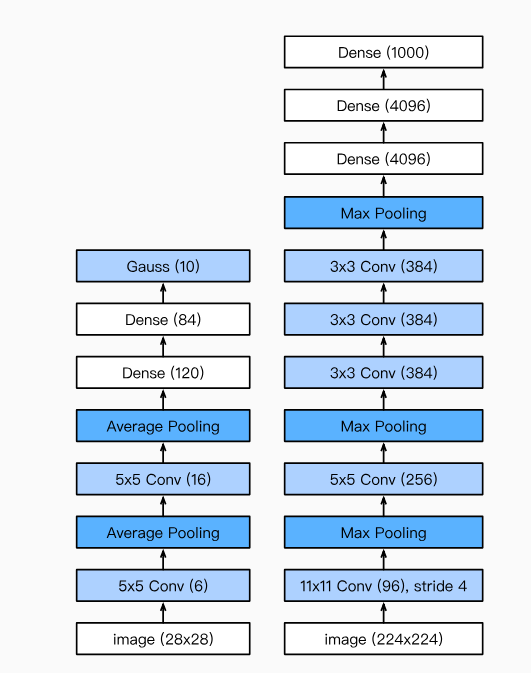 Gauss (10)
Dense (84)
Dense (120)
Average Pooling
5x5 Conv (16)
Average Pooling
5x5 Conv (6)
image (28x28)
Dense (1000)
Dense (4096)
Dense (4096)
Max Pooling
3x3 Conv (384)
3x3 Conv (384)
3x3 Conv (384)
Max Pooling
5x5 Conv (256)
Max Pooling
11x11 Conv (96), stride 4
image (224x224)